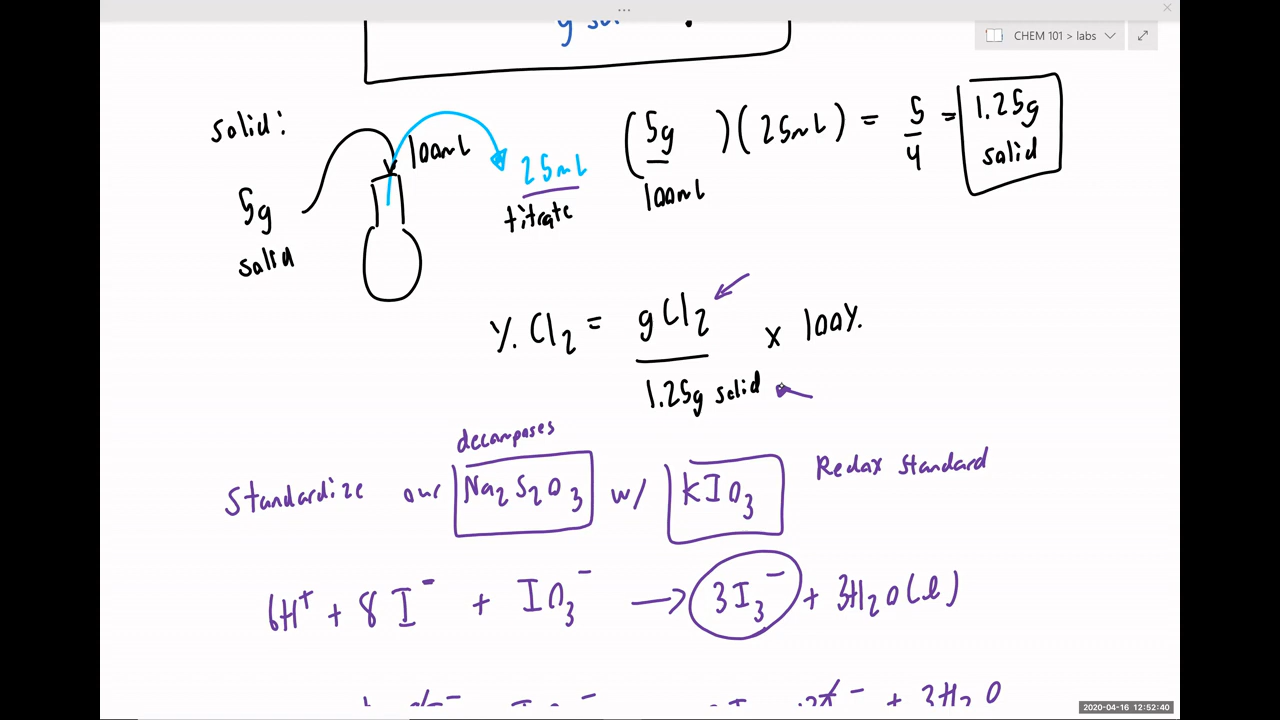 CHEM 101 > labs
solid:
100mL
5g
solid
25mL
titrate
(5g/100mL)(25mL) = 5/4 = 1.25g solid
% Cl2 = gCl2/1.25g solid x 100%
decomposes
Standardize our Na2S2O3 w/ KIO3 Redox Standard
6H+ + 8I- + IO3- → 3I3- + 3H2O(l)
+ 3H2O
2020-04-16 12:52:40